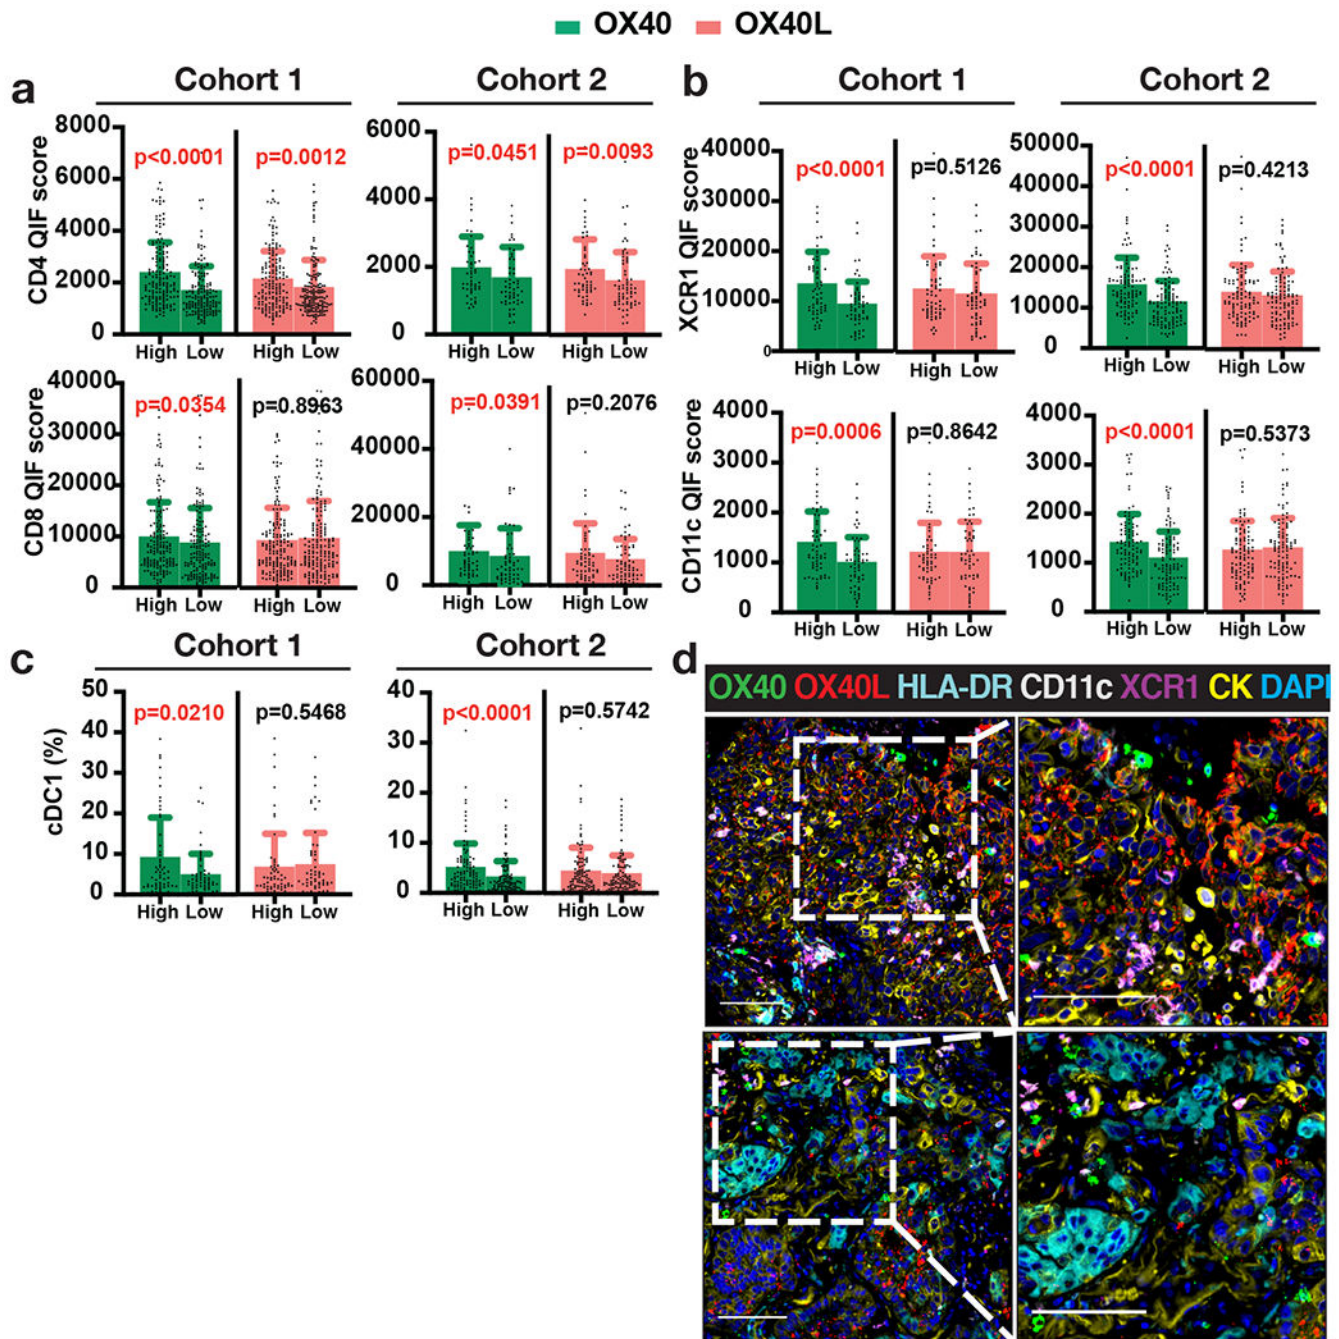 OX40 OX40L
a Cohort 1 Cohort 2
CD4 QIF score
8000
6000
4000
2000
0
p<0.0001 p=0.0012
High Low High Low
6000
4000
2000
0
p=0.0451 p=0.0093
High Low High Low
CD8 QIF score
40000
30000
20000
10000
0
p=0.0354 p=0.8963
High Low High Low
60000
40000
20000
0
p=0.0391 p=0.2076
High Low High Low
b Cohort 1 Cohort 2
XCR1 QIF score
40000
20000
10000
0
p<0.0001 p=0.5126
High Low High Low
50000
40000
30000
20000
10000
0
p<0.0001 p=0.4213
High Low High Low
CD11c QIF score
4000
3000
2000
1000
0
p=0.0006 p=0.8642
High Low High Low
4000
3000
2000
1000
0
p<0.0001 p=0.5373
High Low High Low
c Cohort 1 Cohort 2
cDC1 (%)
50
40
30
20
10
0
p=0.0210 p=0.5468
High Low High Low
40
30
20
10
0
p<0.0001 p=0.5742
High Low High Low
d
OX40 OX40L HLA-DR CD11c XCR1 CK DAPI